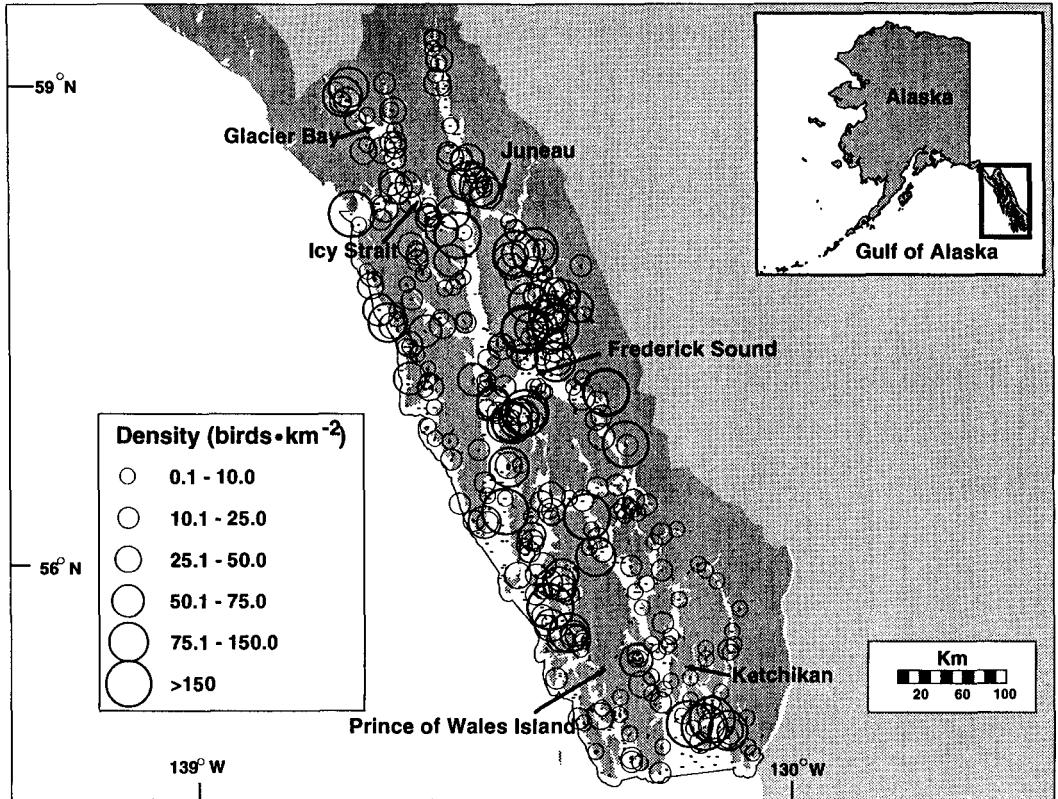 59° N
Glacier Bay
Juneau
Icy Strait
Alaska
Gulf of Alaska
Frederick Sound
Density (birds•km⁻²)
0.1 - 10.0
10.1 - 25.0
25.1 - 50.0
50.1 - 75.0
75.1 - 150.0
>150
56° N
Km
20 60 100
Ketchikan
Prince of Wales Island
139° W
130° W